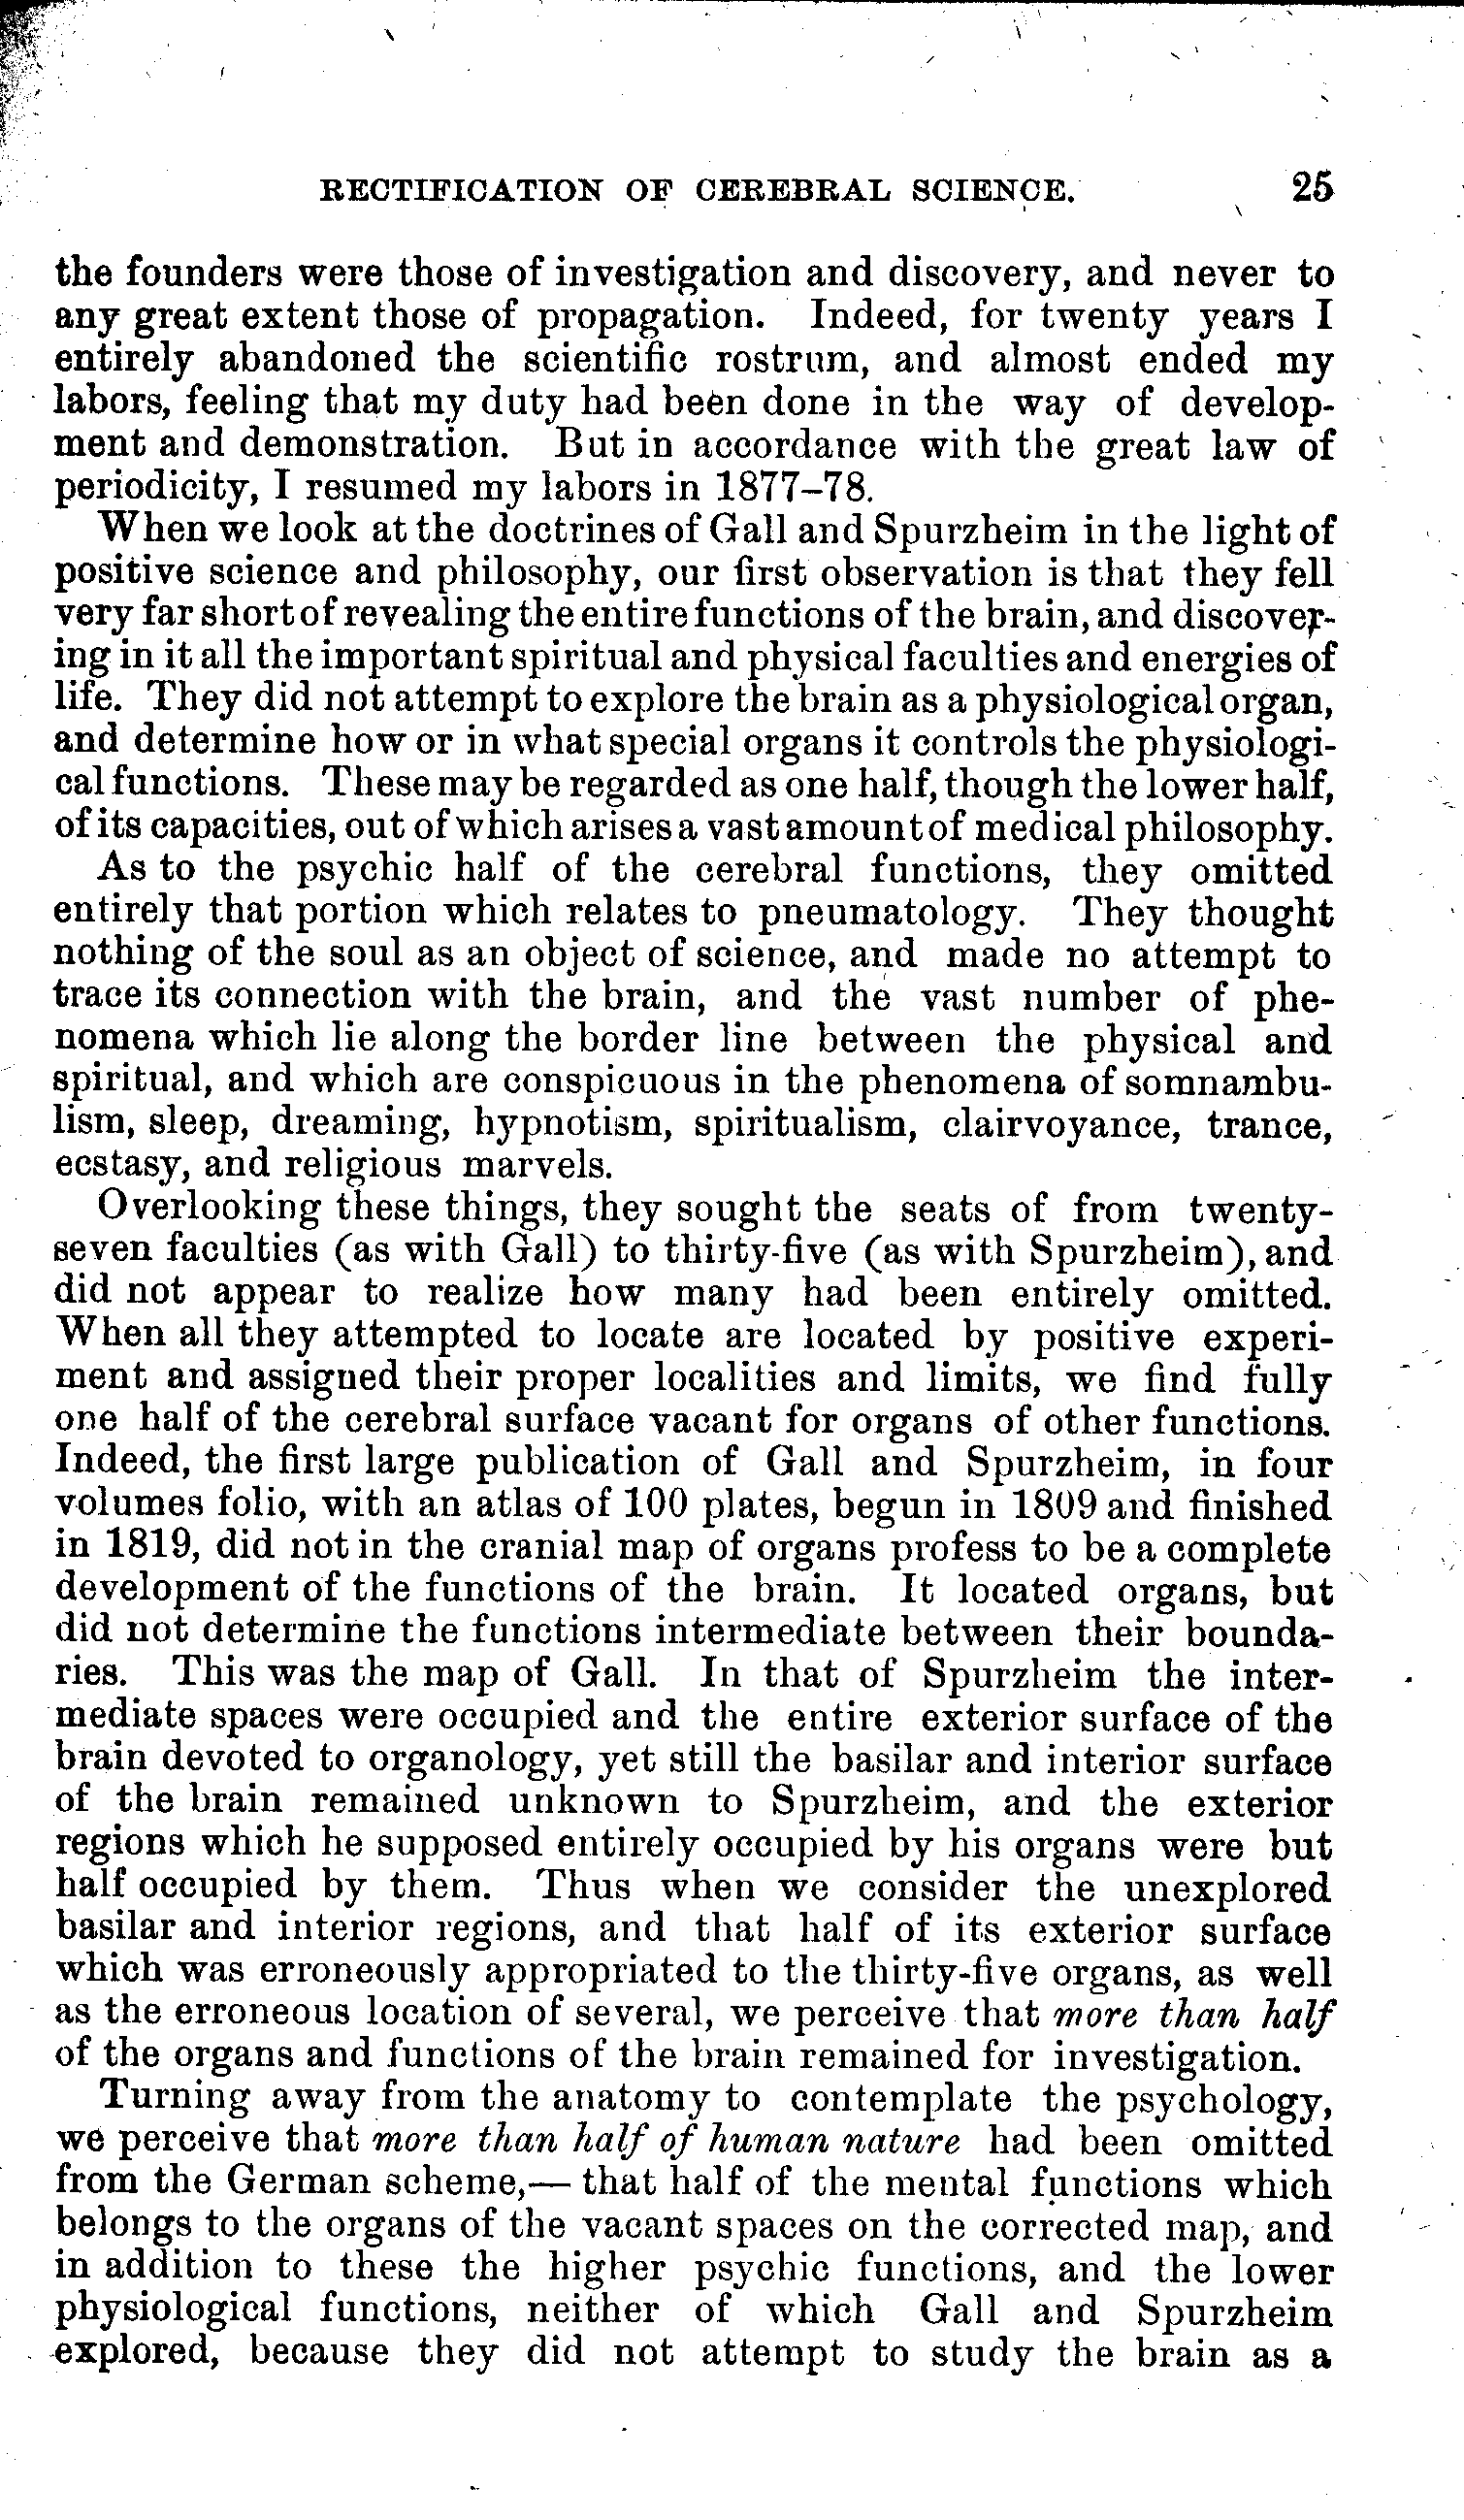 RECTIFICATION OF CEREBRAL SCIENCE. 25
the founders were those of investigation and discovery, and never to
any great extent those of propagation. Indeed, for twenty years I
entirely abandoned the scientific rostrum, and almost ended my
labors, feeling that my duty had been done in the way of develop-
ment and demonstration. But in accordance with the great law of
periodicity, I resumed my labors in 1877-78.
When we look at the doctrines of Gall and Spurzheim in the light of
positive science and philosophy, our first observation is that they fell
very far short of revealing the entire functions of the brain, and discover-
ing in it all the important spiritual and physical faculties and energies of
life. They did not attempt to explore the brain as a physiological organ,
and determine how or in what special organs it controls the physiologi-
cal functions. These may be regarded as one half, though the lower half,
of its capacities, out of which arises a vast amount of medical philosophy.
As to the psychic half of the cerebral functions, they omitted
entirely that portion which relates to pneumatology. They thought
nothing of the soul as an object of science, and made no attempt to
trace its connection with the brain, and the vast number of phe-
nomena which lie along the border line between the physical and
spiritual, and which are conspicuous in the phenomena of somnambu-
lism, sleep, dreaming, hypnotism, spiritualism, clairvoyance, trance,
ecstasy, and religious marvels.
Overlooking these things, they sought the seats of from twenty-
seven faculties (as with Gall) to thirty-five (as with Spurzheim), and
did not appear to realize how many had been entirely omitted.
When all they attempted to locate are located by positive experi-
ment and assigned their proper localities and limits, we find fully
one half of the cerebral surface vacant for organs of other functions.
Indeed, the first large publication of Gall and Spurzheim, in four
volumes folio, with an atlas of 100 plates, begun in 1809 and finished
in 1819, did not in the cranial map of organs profess to be a complete
development of the functions of the brain. It located organs, but
did not determine the functions intermediate between their bounda-
ries. This was the map of Gall. In that of Spurzheim the inter-
mediate spaces were occupied and the entire exterior surface of the
brain devoted to organology, yet still the basilar and interior surface
of the brain remained unknown to Spurzheim, and the exterior
regions which he supposed entirely occupied by his organs were but
half occupied by them. Thus when we consider the unexplored
basilar and interior regions, and that half of its exterior surface
which was erroneously appropriated to the thirty-five organs, as well
as the erroneous location of several, we perceive that more than half
of the organs and functions of the brain remained for investigation.
Turning away from the anatomy to contemplate the psychology,
we perceive that more than half of human nature had been omitted
from the German scheme,— that half of the mental functions which
belongs to the organs of the vacant spaces on the corrected map, and
in addition to these the higher psychic functions, and the lower
physiological functions, neither of which Gall and Spurzheim
explored, because they did not attempt to study the brain as a